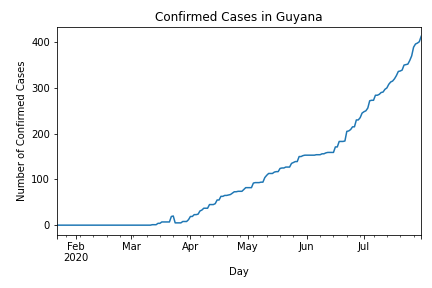 Confirmed Cases in Guyana
Number of Confirmed Cases
400
300
200
100
0
Feb Mar Apr May Jun Jul
2020
Day